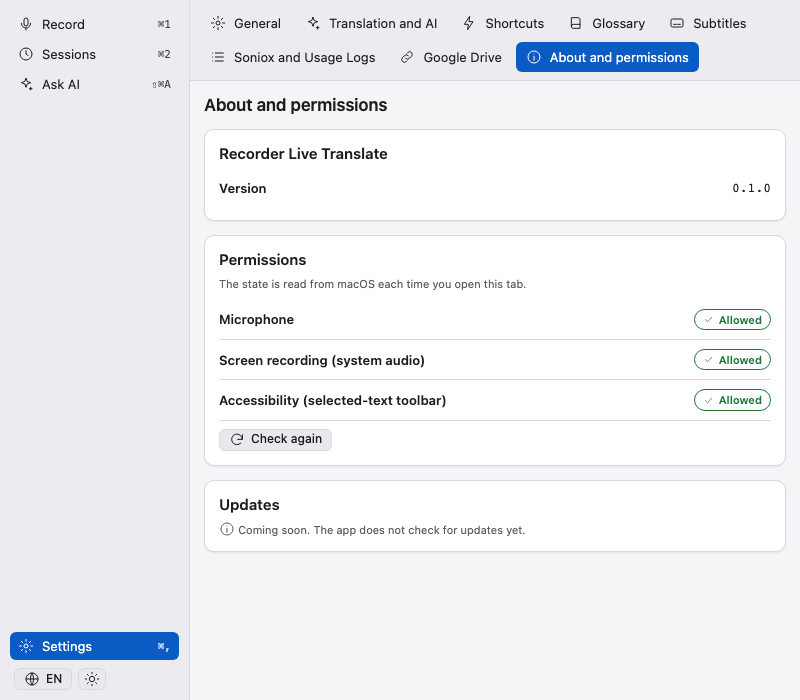 Record ⌘1
Sessions ⌘2
Ask AI ⇧⌘A
General Translation and AI Shortcuts Glossary Subtitles
Soniox and Usage Logs Google Drive About and permissions
About and permissions
Recorder Live Translate
Version 0.1.0
Permissions
The state is read from macOS each time you open this tab.
Microphone Allowed
Screen recording (system audio) Allowed
Accessibility (selected-text toolbar) Allowed
Check again
Updates
Coming soon. The app does not check for updates yet.
Settings ⌘,
EN